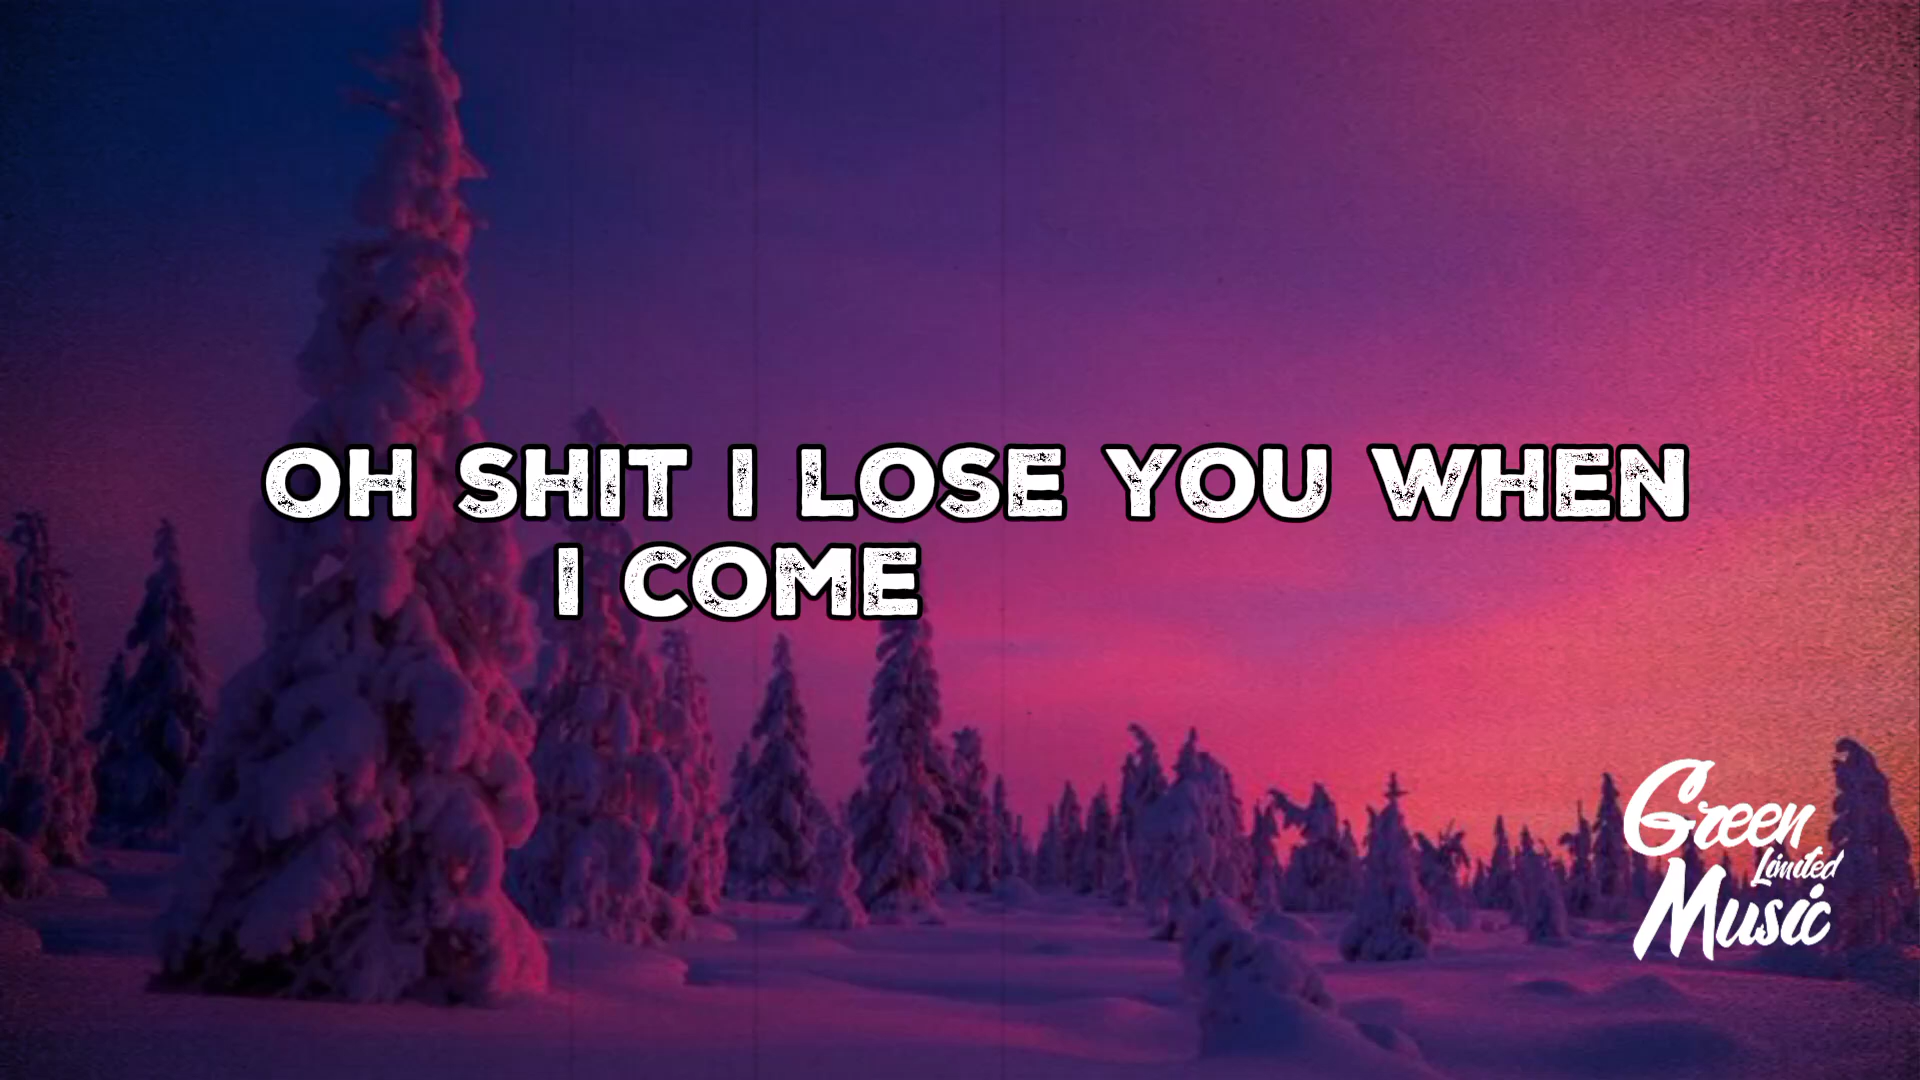 OH SHIT I LOSE YOU WHEN
I COME
Green
Limited
Music